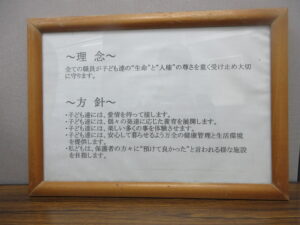 ～理 念～
全ての職員が子ども達の“生命”と“人権”の尊さを重く受け止め大切
に守ります。
～方 針～
・子ども達には、愛情を持って接します。
・子ども達には、個々の発達に応じた養育を展開します。
・子ども達には、楽しい多くの事を体験させます。
・子ども達には、安心して暮らせるよう万全の健康管理と生活環境
を提供します。
・私どもは、保護者の方々に“預けて良かった”と言われる様な施設
を目指します。